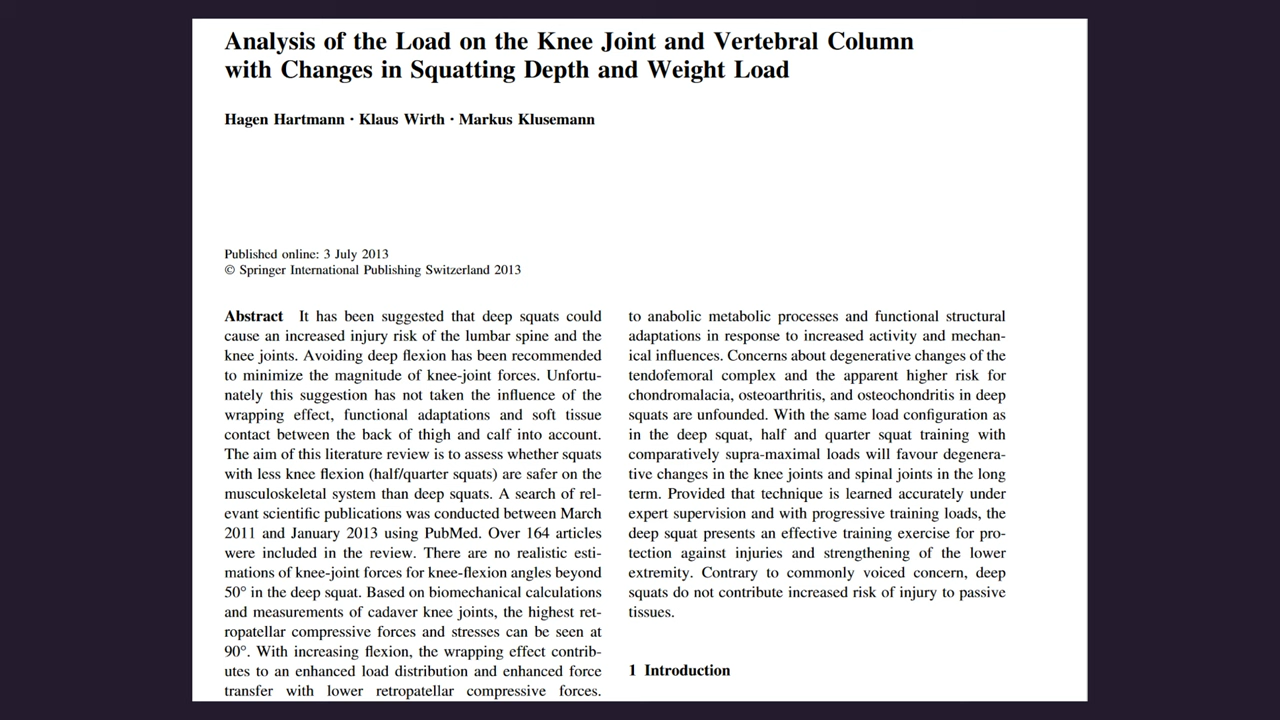 Analysis of the Load on the Knee Joint and Vertebral Column
with Changes in Squatting Depth and Weight Load
Hagen Hartmann · Klaus Wirth · Markus Klusemann
Published online: 3 July 2013
© Springer International Publishing Switzerland 2013
Abstract It has been suggested that deep squats could
cause an increased injury risk of the lumbar spine and the
knee joints. Avoiding deep flexion has been recommended
to minimize the magnitude of knee-joint forces. Unfortu-
nately this suggestion has not taken the influence of the
wrapping effect, functional adaptations and soft tissue
contact between the back of thigh and calf into account.
The aim of this literature review is to assess whether squats
with less knee flexion (half/quarter squats) are safer on the
musculoskeletal system than deep squats. A search of rel-
evant scientific publications was conducted between March
2011 and January 2013 using PubMed. Over 164 articles
were included in the review. There are no realistic esti-
mations of knee-joint forces for knee-flexion angles beyond
50° in the deep squat. Based on biomechanical calculations
and measurements of cadaver knee joints, the highest ret-
ropatellar compressive forces and stresses can be seen at
90°. With increasing flexion, the wrapping effect contrib-
utes to an enhanced load distribution and enhanced force
transfer with lower retropatellar compressive forces.
to anabolic metabolic processes and functional structural
adaptations in response to increased activity and mechan-
ical influences. Concerns about degenerative changes of the
tendofemoral complex and the apparent higher risk for
chondromalacia, osteoarthritis, and osteochondritis in deep
squats are unfounded. With the same load configuration as
in the deep squat, half and quarter squat training with
comparatively supra-maximal loads will favour degenera-
tive changes in the knee joints and spinal joints in the long
term. Provided that technique is learned accurately under
expert supervision and with progressive training loads, the
deep squat presents an effective training exercise for pro-
tection against injuries and strengthening of the lower
extremity. Contrary to commonly voiced concern, deep
squats do not contribute increased risk of injury to passive
tissues.
1 Introduction